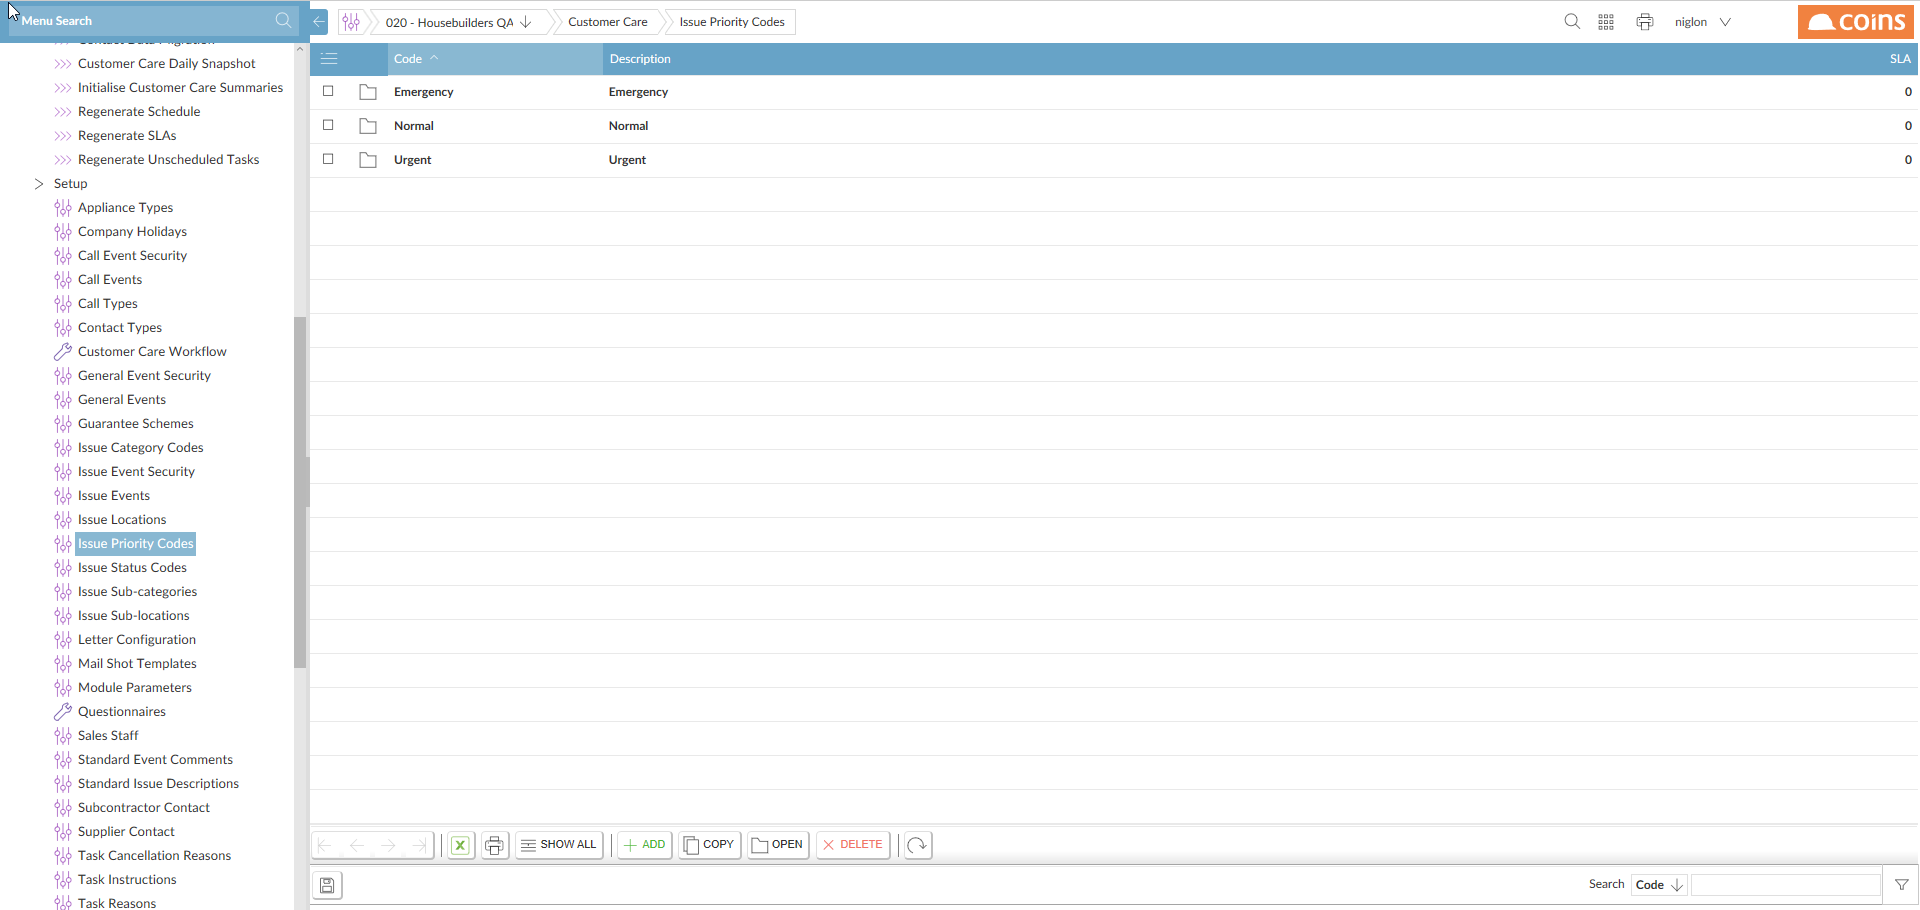 Menu Search
020 - Housebuilders QA
Customer Care
Issue Priority Codes
niglon
coins
Contact Data Migration
Customer Care Daily Snapshot
Initialise Customer Care Summaries
Regenerate Schedule
Regenerate SLAs
Regenerate Unscheduled Tasks
Setup
Appliance Types
Company Holidays
Call Event Security
Call Events
Call Types
Contact Types
Customer Care Workflow
General Event Security
General Events
Guarantee Schemes
Issue Category Codes
Issue Event Security
Issue Events
Issue Locations
Issue Priority Codes
Issue Status Codes
Issue Sub-categories
Issue Sub-locations
Letter Configuration
Mail Shot Templates
Module Parameters
Questionnaires
Sales Staff
Standard Event Comments
Standard Issue Descriptions
Subcontractor Contact
Supplier Contact
Task Cancellation Reasons
Task Instructions
Task Reasons
Code Description SLA
Emergency Emergency 0
Normal Normal 0
Urgent Urgent 0
SHOW ALL ADD COPY OPEN DELETE
Search Code